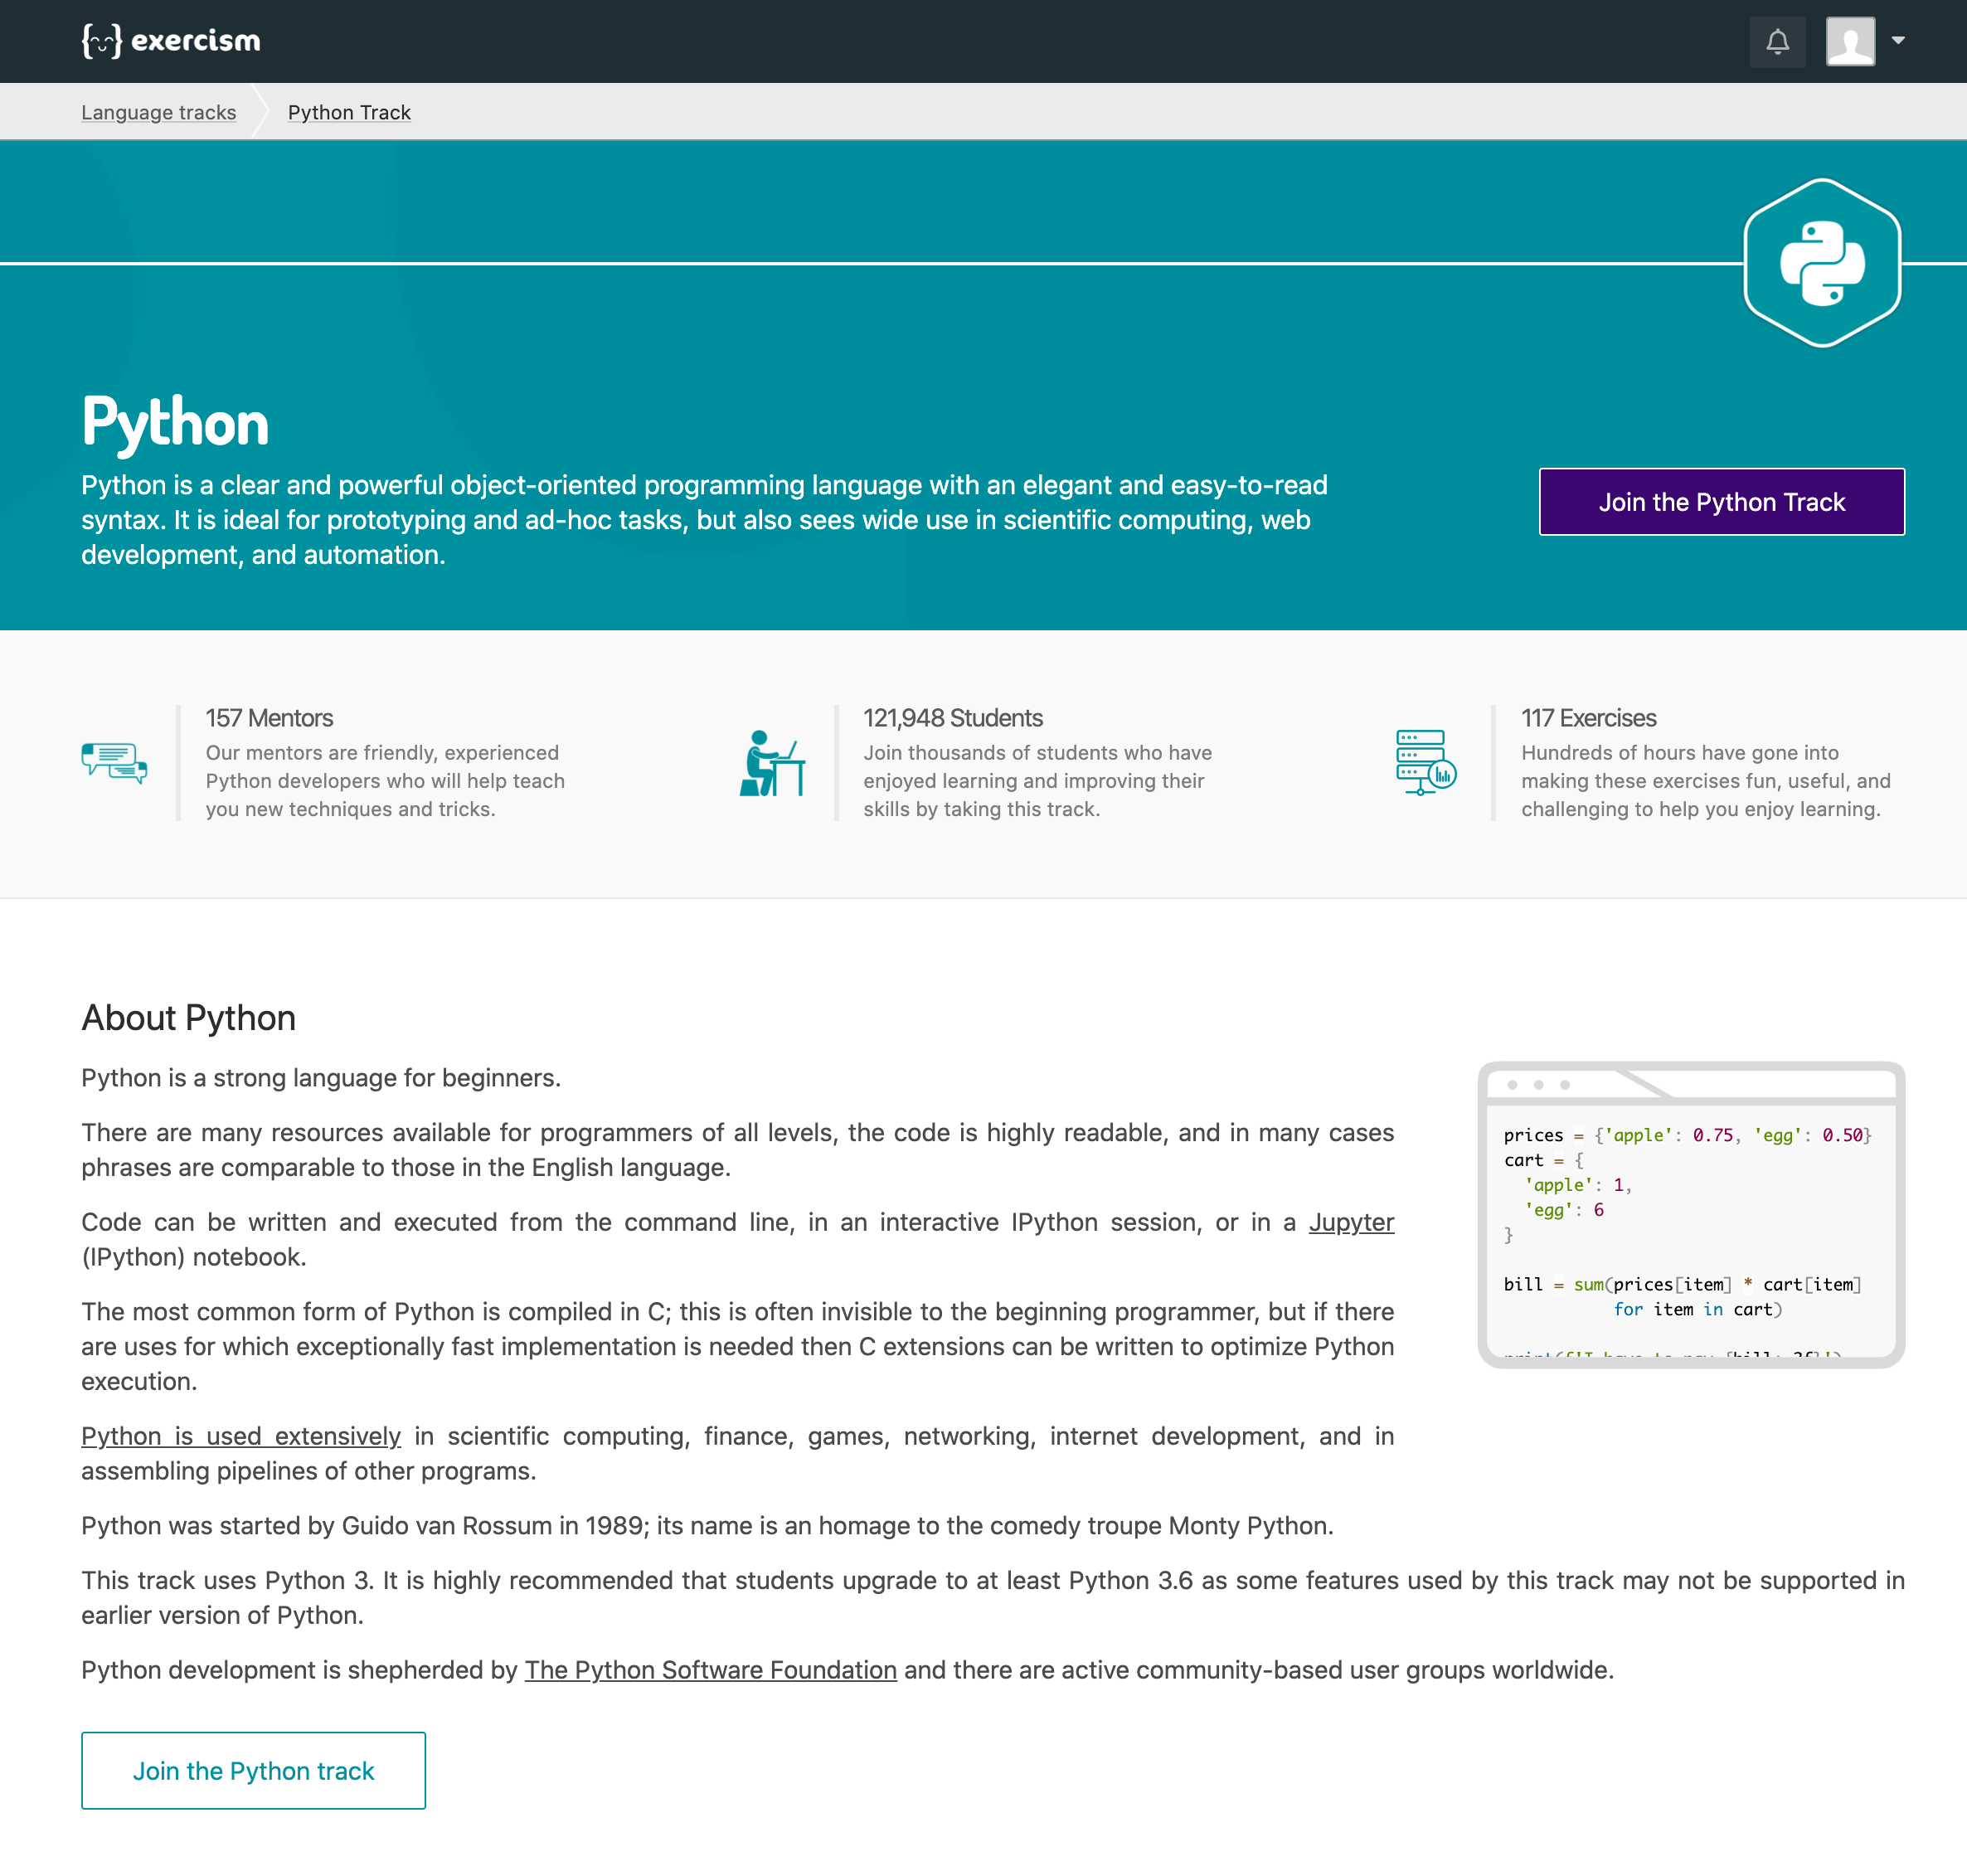 exercism
Language tracks
Python Track
Python
Python is a clear and powerful object-oriented programming language with an elegant and easy-to-read
syntax. It is ideal for prototyping and ad-hoc tasks, but also sees wide use in scientific computing, web
development, and automation.
Join the Python Track
157 Mentors
Our mentors are friendly, experienced
Python developers who will help teach
you new techniques and tricks.
121,948 Students
Join thousands of students who have
enjoyed learning and improving their
skills by taking this track.
117 Exercises
Hundreds of hours have gone into
making these exercises fun, useful, and
challenging to help you enjoy learning.
About Python
Python is a strong language for beginners.
There are many resources available for programmers of all levels, the code is highly readable, and in many cases
phrases are comparable to those in the English language.
Code can be written and executed from the command line, in an interactive IPython session, or in a Jupyter
(IPython) notebook.
The most common form of Python is compiled in C; this is often invisible to the beginning programmer, but if there
are uses for which exceptionally fast implementation is needed then C extensions can be written to optimize Python
execution.
Python is used extensively in scientific computing, finance, games, networking, internet development, and in
assembling pipelines of other programs.
Python was started by Guido van Rossum in 1989; its name is an homage to the comedy troupe Monty Python.
This track uses Python 3. It is highly recommended that students upgrade to at least Python 3.6 as some features used by this track may not be supported in
earlier version of Python.
Python development is shepherded by The Python Software Foundation and there are active community-based user groups worldwide.
prices = {'apple': 0.75, 'egg': 0.50}
cart = {
  'apple': 1,
  'egg': 6
}
bill = sum(prices[item] * cart[item]
           for item in cart)
Join the Python track